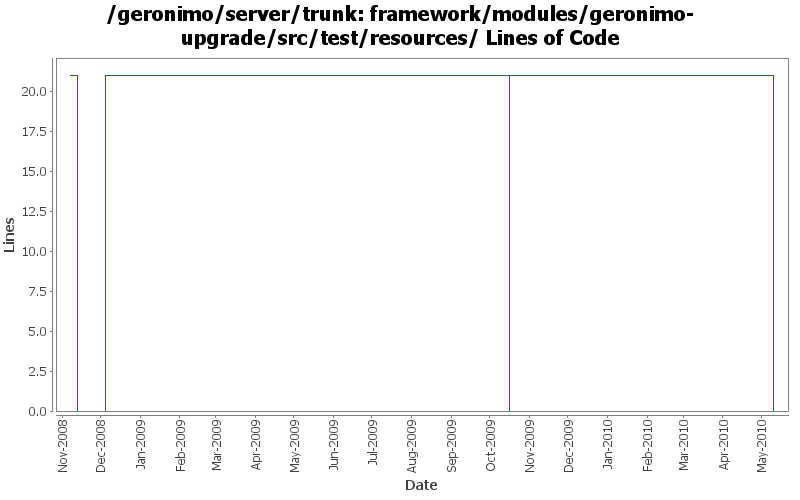 /geronimo/server/trunk: framework/modules/geronimo-
upgrade/src/test/resources/ Lines of Code
20.0
17.5
15.0
12.5
10.0
7.5
5.0
2.5
0.0
Lines
Nov-2008
Dec-2008
Jan-2009
Feb-2009
Mar-2009
Apr-2009
May-2009
Jun-2009
Jul-2009
Aug-2009
Sep-2009
Oct-2009
Nov-2009
Dec-2009
Jan-2010
Feb-2010
Mar-2010
Apr-2010
May-2010
Date